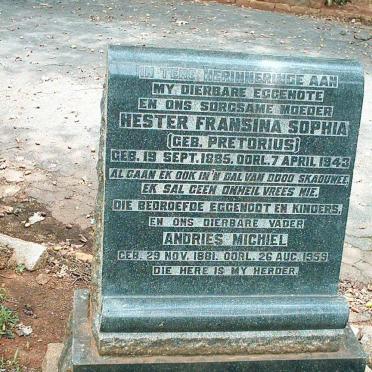 IN TERE HERINNERINGE AAN
MY DIERBARE EGGENOTE
EN ONS SORGSAME MOEDER
HESTER FRANSINA SOPHIA
(GEB. PRETORIUS)
GEB. 19 SEPT. 1885. OORL. 7 APRIL 1943
AL GAAN EK OOK IN 'N DAL VAN DOOD SKADUWEE,
EK SAL GEEN ONHEIL VREES NIE.
DIE BEDROEFDE EGGENOOT EN KINDERS,
EN ONS DIERBARE VADER
ANDRIES MICHIEL
GEB. 29 NOV. 1881. OORL. 26 AUG. 1956
DIE HERE IS MY HERDER.